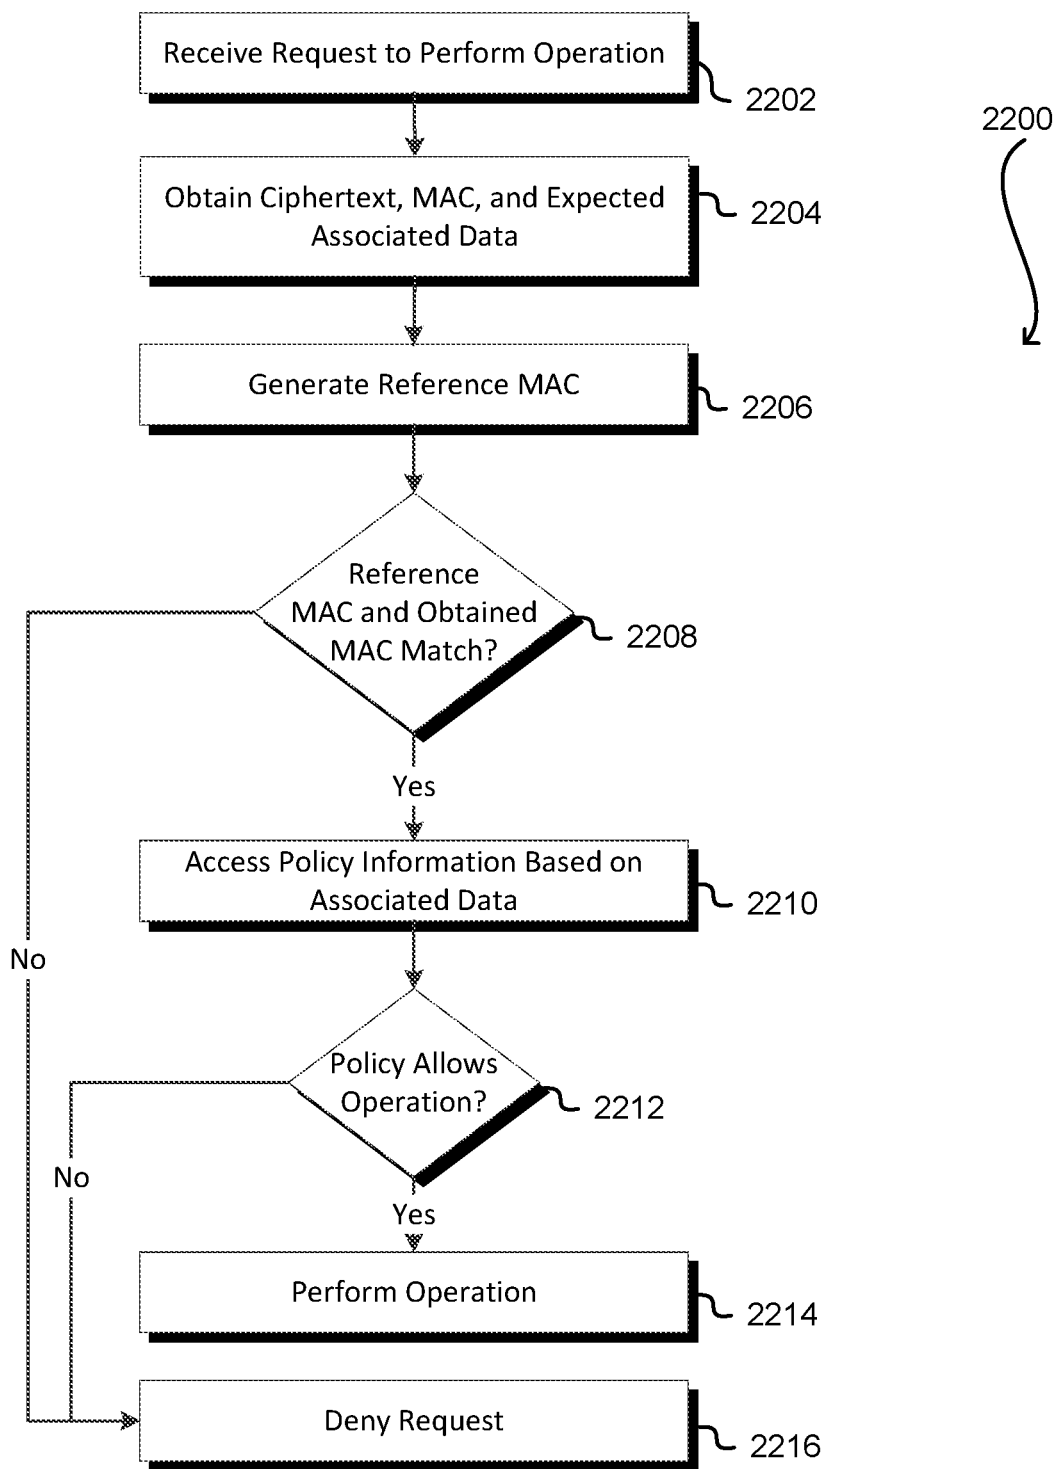 Receive Request to Perform Operation
2202
2200
Obtain Ciphertext, MAC, and Expected
Associated Data
2204
Generate Reference MAC
2206
Reference
MAC and Obtained
MAC Match?
2208
Yes
Access Policy Information Based on
Associated Data
2210
No
Policy Allows
Operation?
2212
No
Yes
Perform Operation
2214
Deny Request
2216